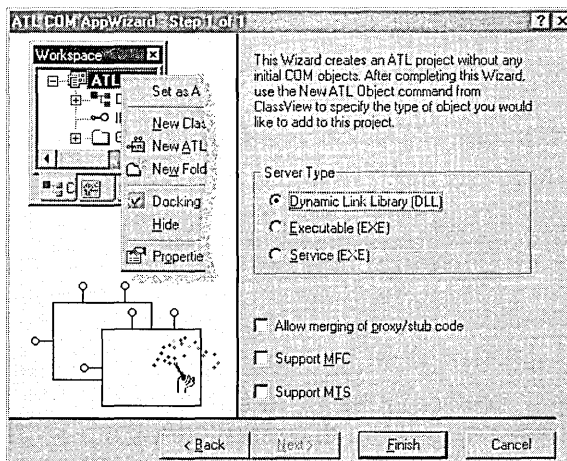 ATL COM AppWizard - Step 1 of 1
Workspace
ATL
Set as A
New Clas
New ATL
New Fold
Docking
Hide
Propertie
This Wizard creates an ATL project without any
initial COM objects. After completing this Wizard,
use the New ATL Object command from
ClassView to specify the type of object you would
like to add to this project.
Server Type
Dynamic Link Library (DLL)
Executable (EXE)
Service (EXE)
Allow merging of proxy/stub code
Support MFC
Support MTS
< Back
Next >
Finish
Cancel